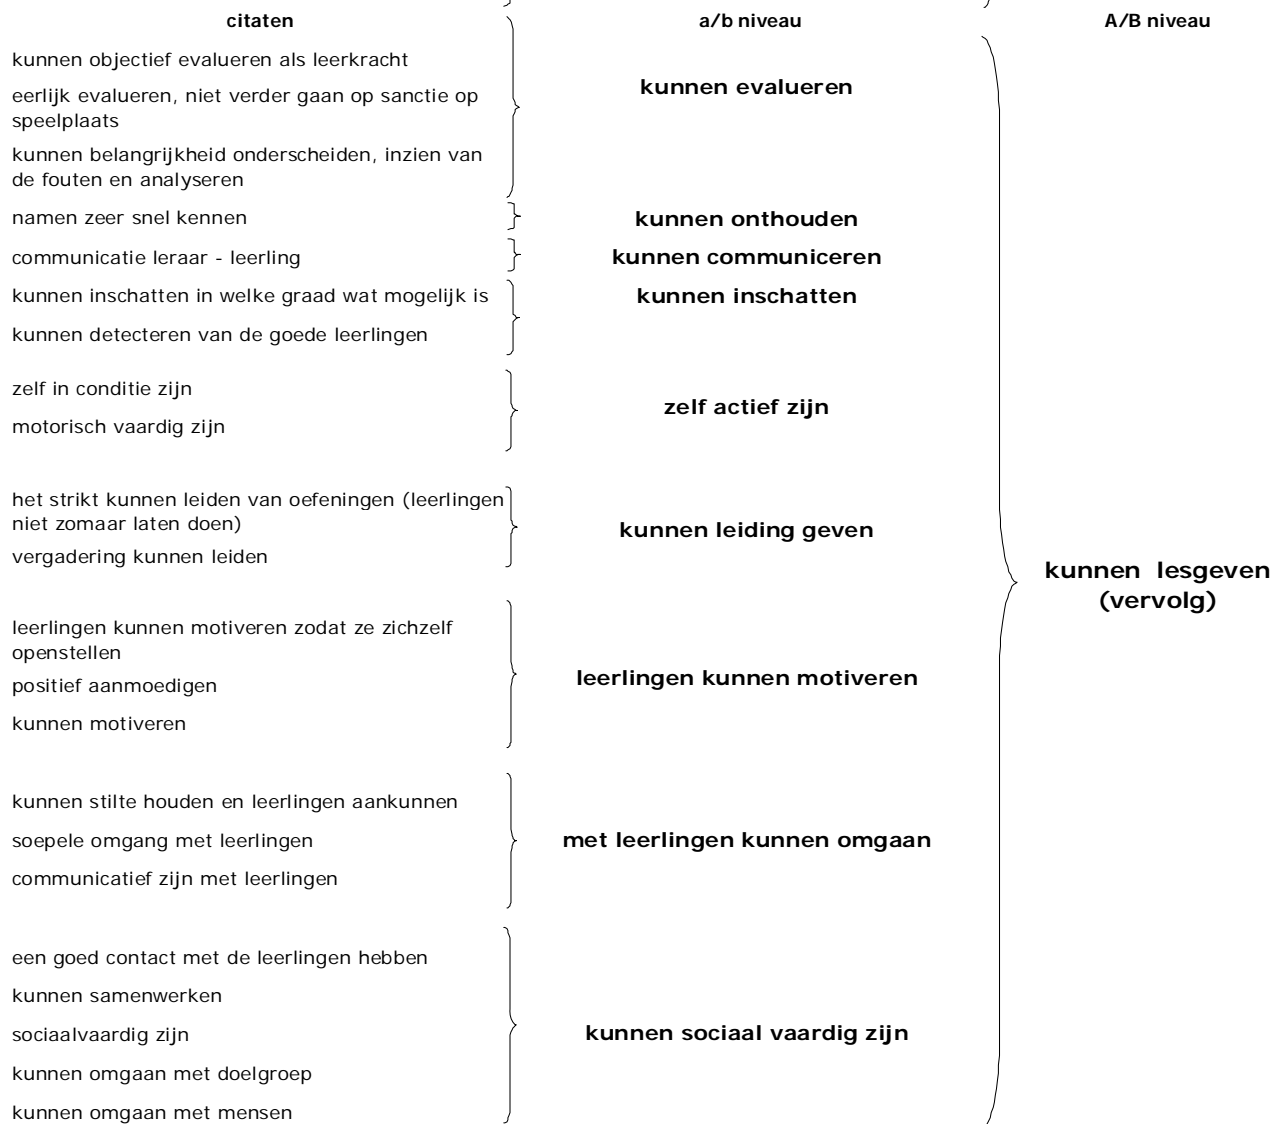 citaten
a/b niveau
A/B niveau
kunnen objectief evalueren als leerkracht
eerlijk evalueren, niet verder gaan op sanctie op
speelplaats
kunnen belangrijkheid onderscheiden, inzien van
de fouten en analyseren
kunnen evalueren
namen zeer snel kennen
kunnen onthouden
communicatie leraar - leerling
kunnen communiceren
kunnen inschatten in welke graad wat mogelijk is
kunnen detecteren van de goede leerlingen
kunnen inschatten
zelf in conditie zijn
motorisch vaardig zijn
zelf actief zijn
het strikt kunnen leiden van oefeningen (leerlingen
niet zomaar laten doen)
vergadering kunnen leiden
kunnen leiding geven
leerlingen kunnen motiveren zodat ze zichzelf
openstellen
positief aanmoedigen
kunnen motiveren
leerlingen kunnen motiveren
kunnen stilte houden en leerlingen aankunnen
soepele omgang met leerlingen
communicatief zijn met leerlingen
met leerlingen kunnen omgaan
een goed contact met de leerlingen hebben
kunnen samenwerken
sociaalvaardig zijn
kunnen omgaan met doelgroep
kunnen omgaan met mensen
kunnen sociaal vaardig zijn
kunnen lesgeven
(vervolg)